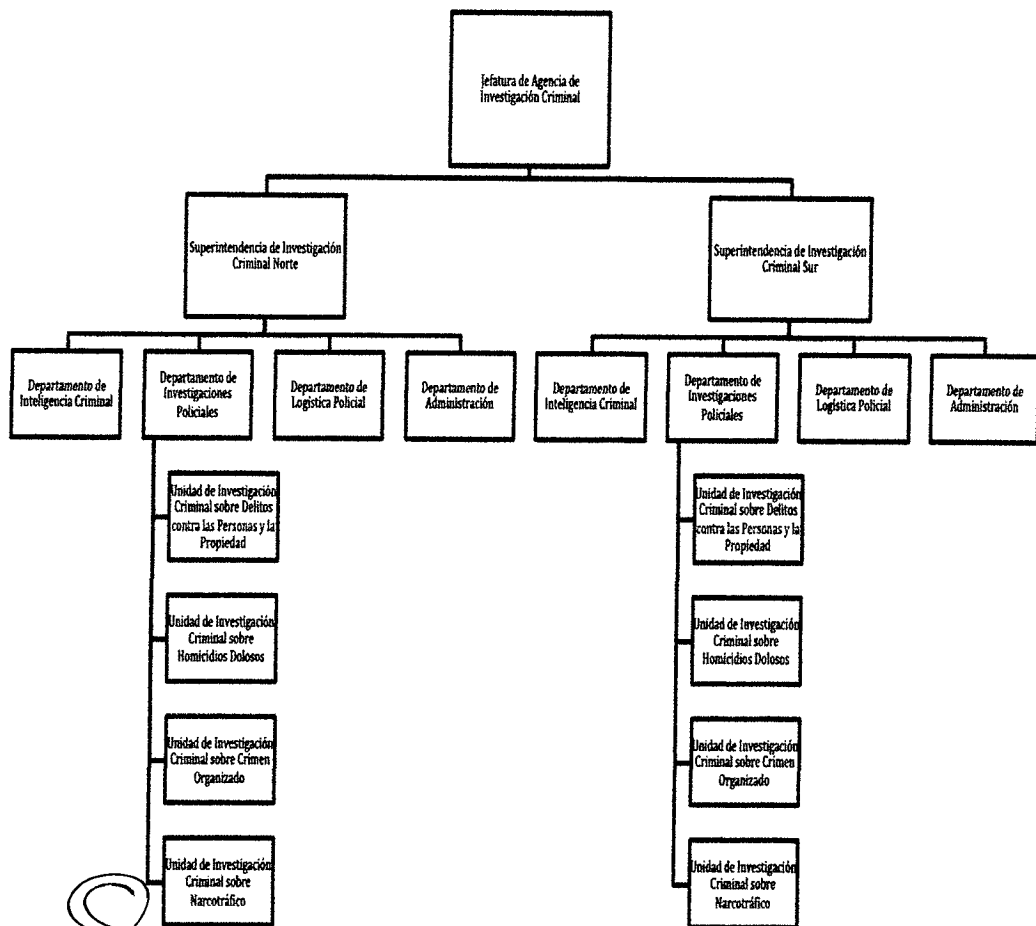 Jefatura de Agencia de
Investigación Criminal
Superintendencia de Investigación
Criminal Norte
Superintendencia de Investigación
Criminal Sur
Departamento de
Inteligencia Criminal
Departamento de
Investigaciones
Policiales
Departamento de
Logística Policial
Departamento de
Administración
Departamento de
Inteligencia Criminal
Departamento de
Investigaciones
Policiales
Departamento de
Logística Policial
Departamento de
Administración
Unidad de Investigación
Criminal sobre Delitos
contra las Personas y la
Propiedad
Unidad de Investigación
Criminal sobre
Homicidios Dolosos
Unidad de Investigación
Criminal sobre Crimen
Organizado
Unidad de Investigación
Criminal sobre
Narcotráfico
Unidad de Investigación
Criminal sobre Delitos
contra las Personas y la
Propiedad
Unidad de Investigación
Criminal sobre
Homicidios Dolosos
Unidad de Investigación
Criminal sobre Crimen
Organizado
Unidad de Investigación
Criminal sobre
Narcotráfico